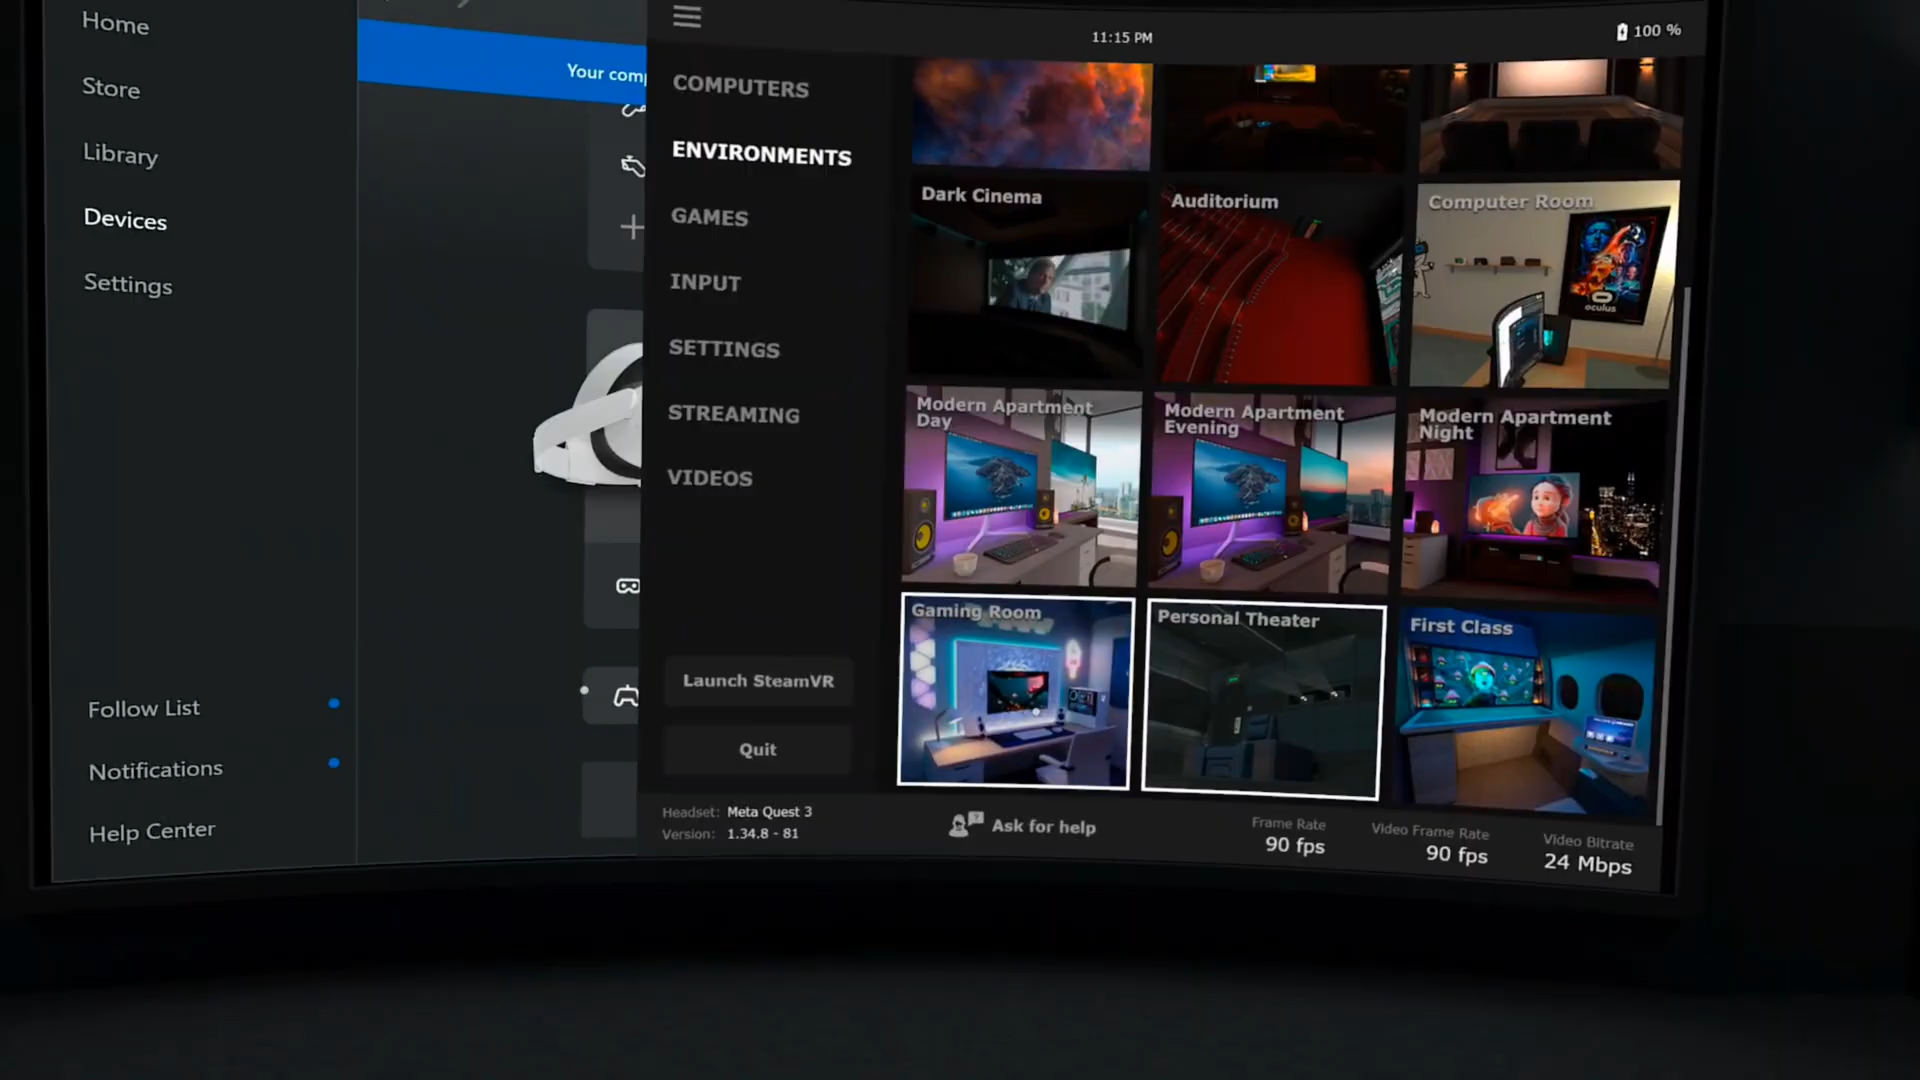 Home
Store
Library
Devices
Settings
Follow List
Notifications
Help Center
Your comp
11:15 PM
100 %
COMPUTERS
ENVIRONMENTS
GAMES
INPUT
SETTINGS
STREAMING
VIDEOS
Launch SteamVR
Quit
Dark Cinema
Auditorium
Computer Room
oculus
Modern Apartment
Day
Modern Apartment
Evening
Modern Apartment
Night
Gaming Room
Personal Theater
First Class
Headset: Meta Quest 3
Version: 1.34.8 - 81
Ask for help
Frame Rate
90 fps
Video Frame Rate
90 fps
Video Bitrate
24 Mbps